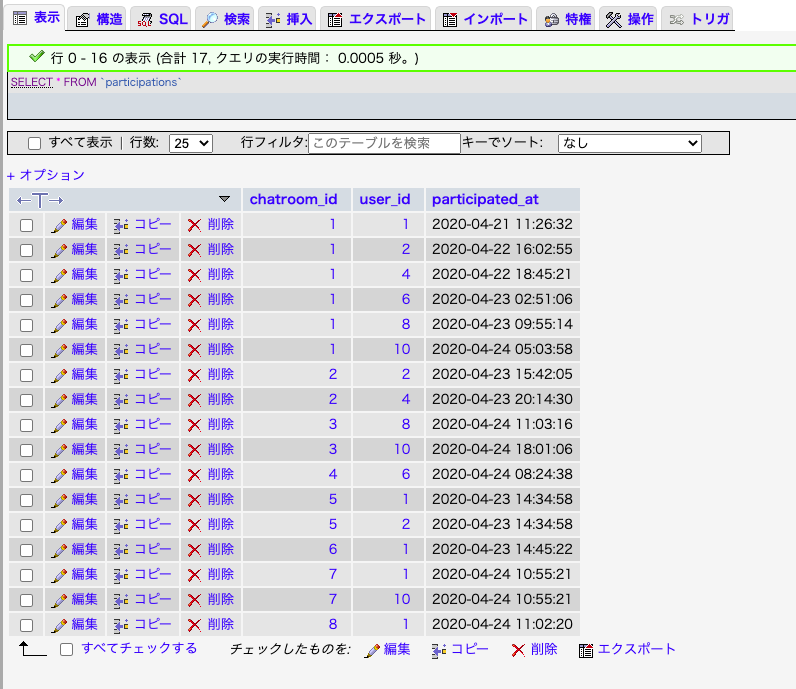 表示 構造 SQL 検索 挿入 エクスポート インポート 特権 操作 トリガ
行 0 - 16 の表示 (合計 17, クエリの実行時間： 0.0005 秒。)
SELECT * FROM `participations`
すべて表示 | 行数: 25 行フィルタ: このテーブルを検索 キーでソート: なし
+ オプション
←T→ chatroom_id user_id participated_at
編集 コピー 削除 1 1 2020-04-21 11:26:32
編集 コピー 削除 1 2 2020-04-22 16:02:55
編集 コピー 削除 1 4 2020-04-22 18:45:21
編集 コピー 削除 1 6 2020-04-23 02:51:06
編集 コピー 削除 1 8 2020-04-23 09:55:14
編集 コピー 削除 1 10 2020-04-24 05:03:58
編集 コピー 削除 2 2 2020-04-23 15:42:05
編集 コピー 削除 2 4 2020-04-23 20:14:30
編集 コピー 削除 3 8 2020-04-24 11:03:16
編集 コピー 削除 3 10 2020-04-24 18:01:06
編集 コピー 削除 4 6 2020-04-24 08:24:38
編集 コピー 削除 5 1 2020-04-23 14:34:58
編集 コピー 削除 5 2 2020-04-23 14:34:58
編集 コピー 削除 6 1 2020-04-23 14:45:22
編集 コピー 削除 7 1 2020-04-24 10:55:21
編集 コピー 削除 7 10 2020-04-24 10:55:21
編集 コピー 削除 8 1 2020-04-24 11:02:20
すべてチェックする チェックしたものを: 編集 コピー 削除 エクスポート